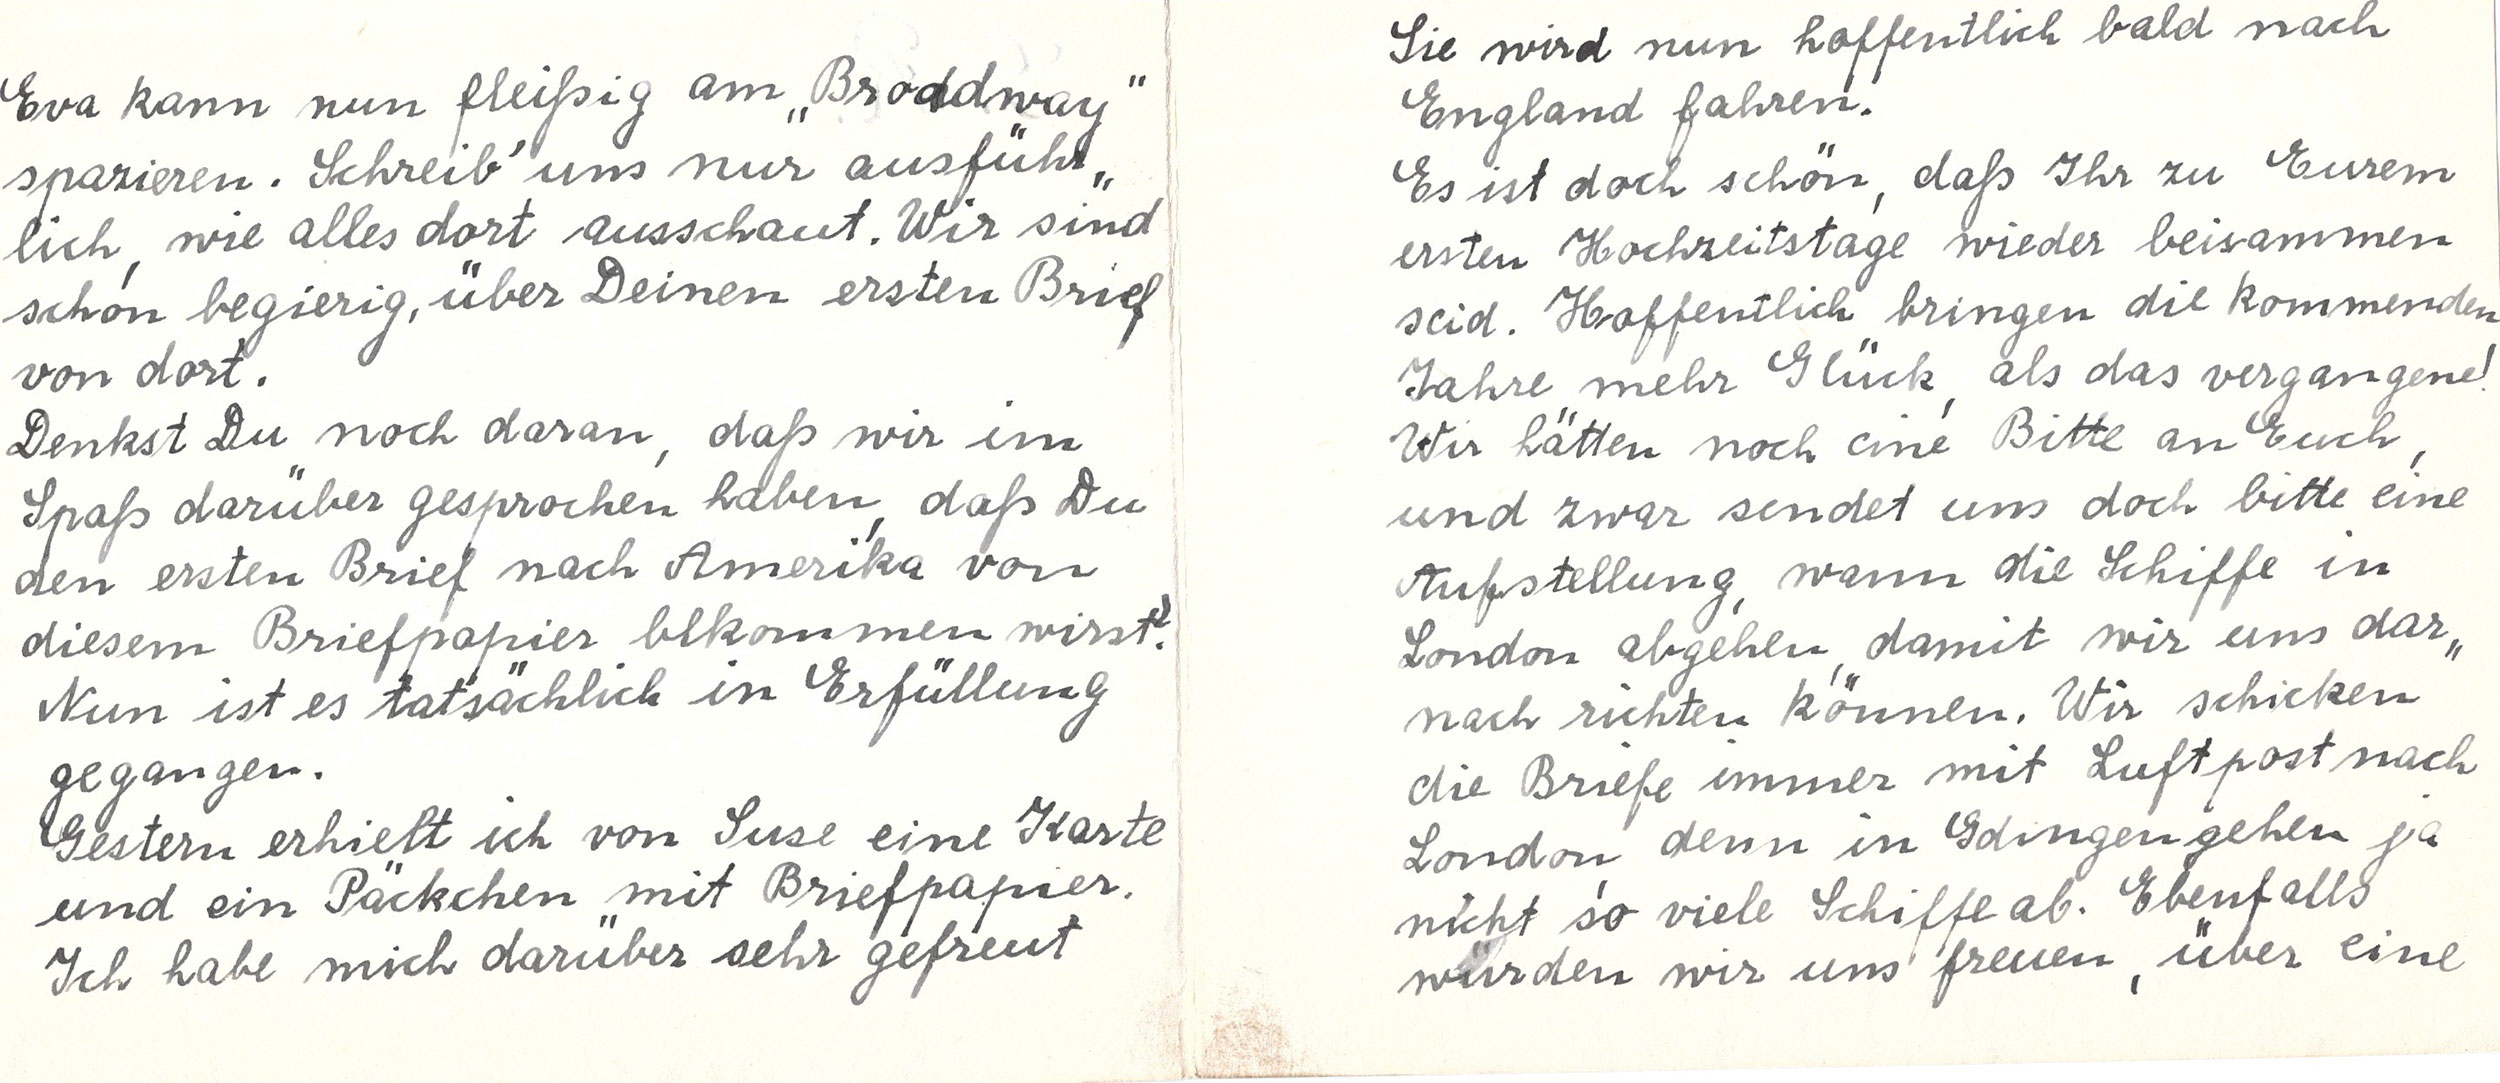 Eva kann nun fleißig am „Broadway"
spazieren. Schreib' uns nur ausführ„
lich, wie alles dort ausschaut. Wir sind
schon begierig, über Deinen ersten Brief
von dort.
Denkst Du noch daran, daß wir im
Spaß darüber gesprochen haben, daß Du
den ersten Brief nach Amerika von
diesem Briefpapier bekommen wirst?
Nun ist es tatsächlich in Erfüllung
gegangen.
Gestern erhielt ich von Suse eine Karte
und ein Päckchen mit Briefpapier.
Ich habe mich darüber sehr gefreut
Sie wird nun hoffentlich bald nach
England fahren.
Es ist doch schön, daß Ihr zu Eurem
ersten Hochzeitstage wieder beisammen
seid. Hoffentlich bringen die kommenden
Jahre mehr Glück, als das vergangene!
Wir hätten noch eine Bitte an Euch,
und zwar sendet uns doch bitte eine
Aufstellung, wann die Schiffe in
London abgehen, damit wir uns dar„
nach richten können. Wir schicken
die Briefe immer mit Luftpost nach
London, denn in Gdingen gehen ja
nicht so viele Schiffe ab. Ebenfalls
würden wir uns freuen, über eine